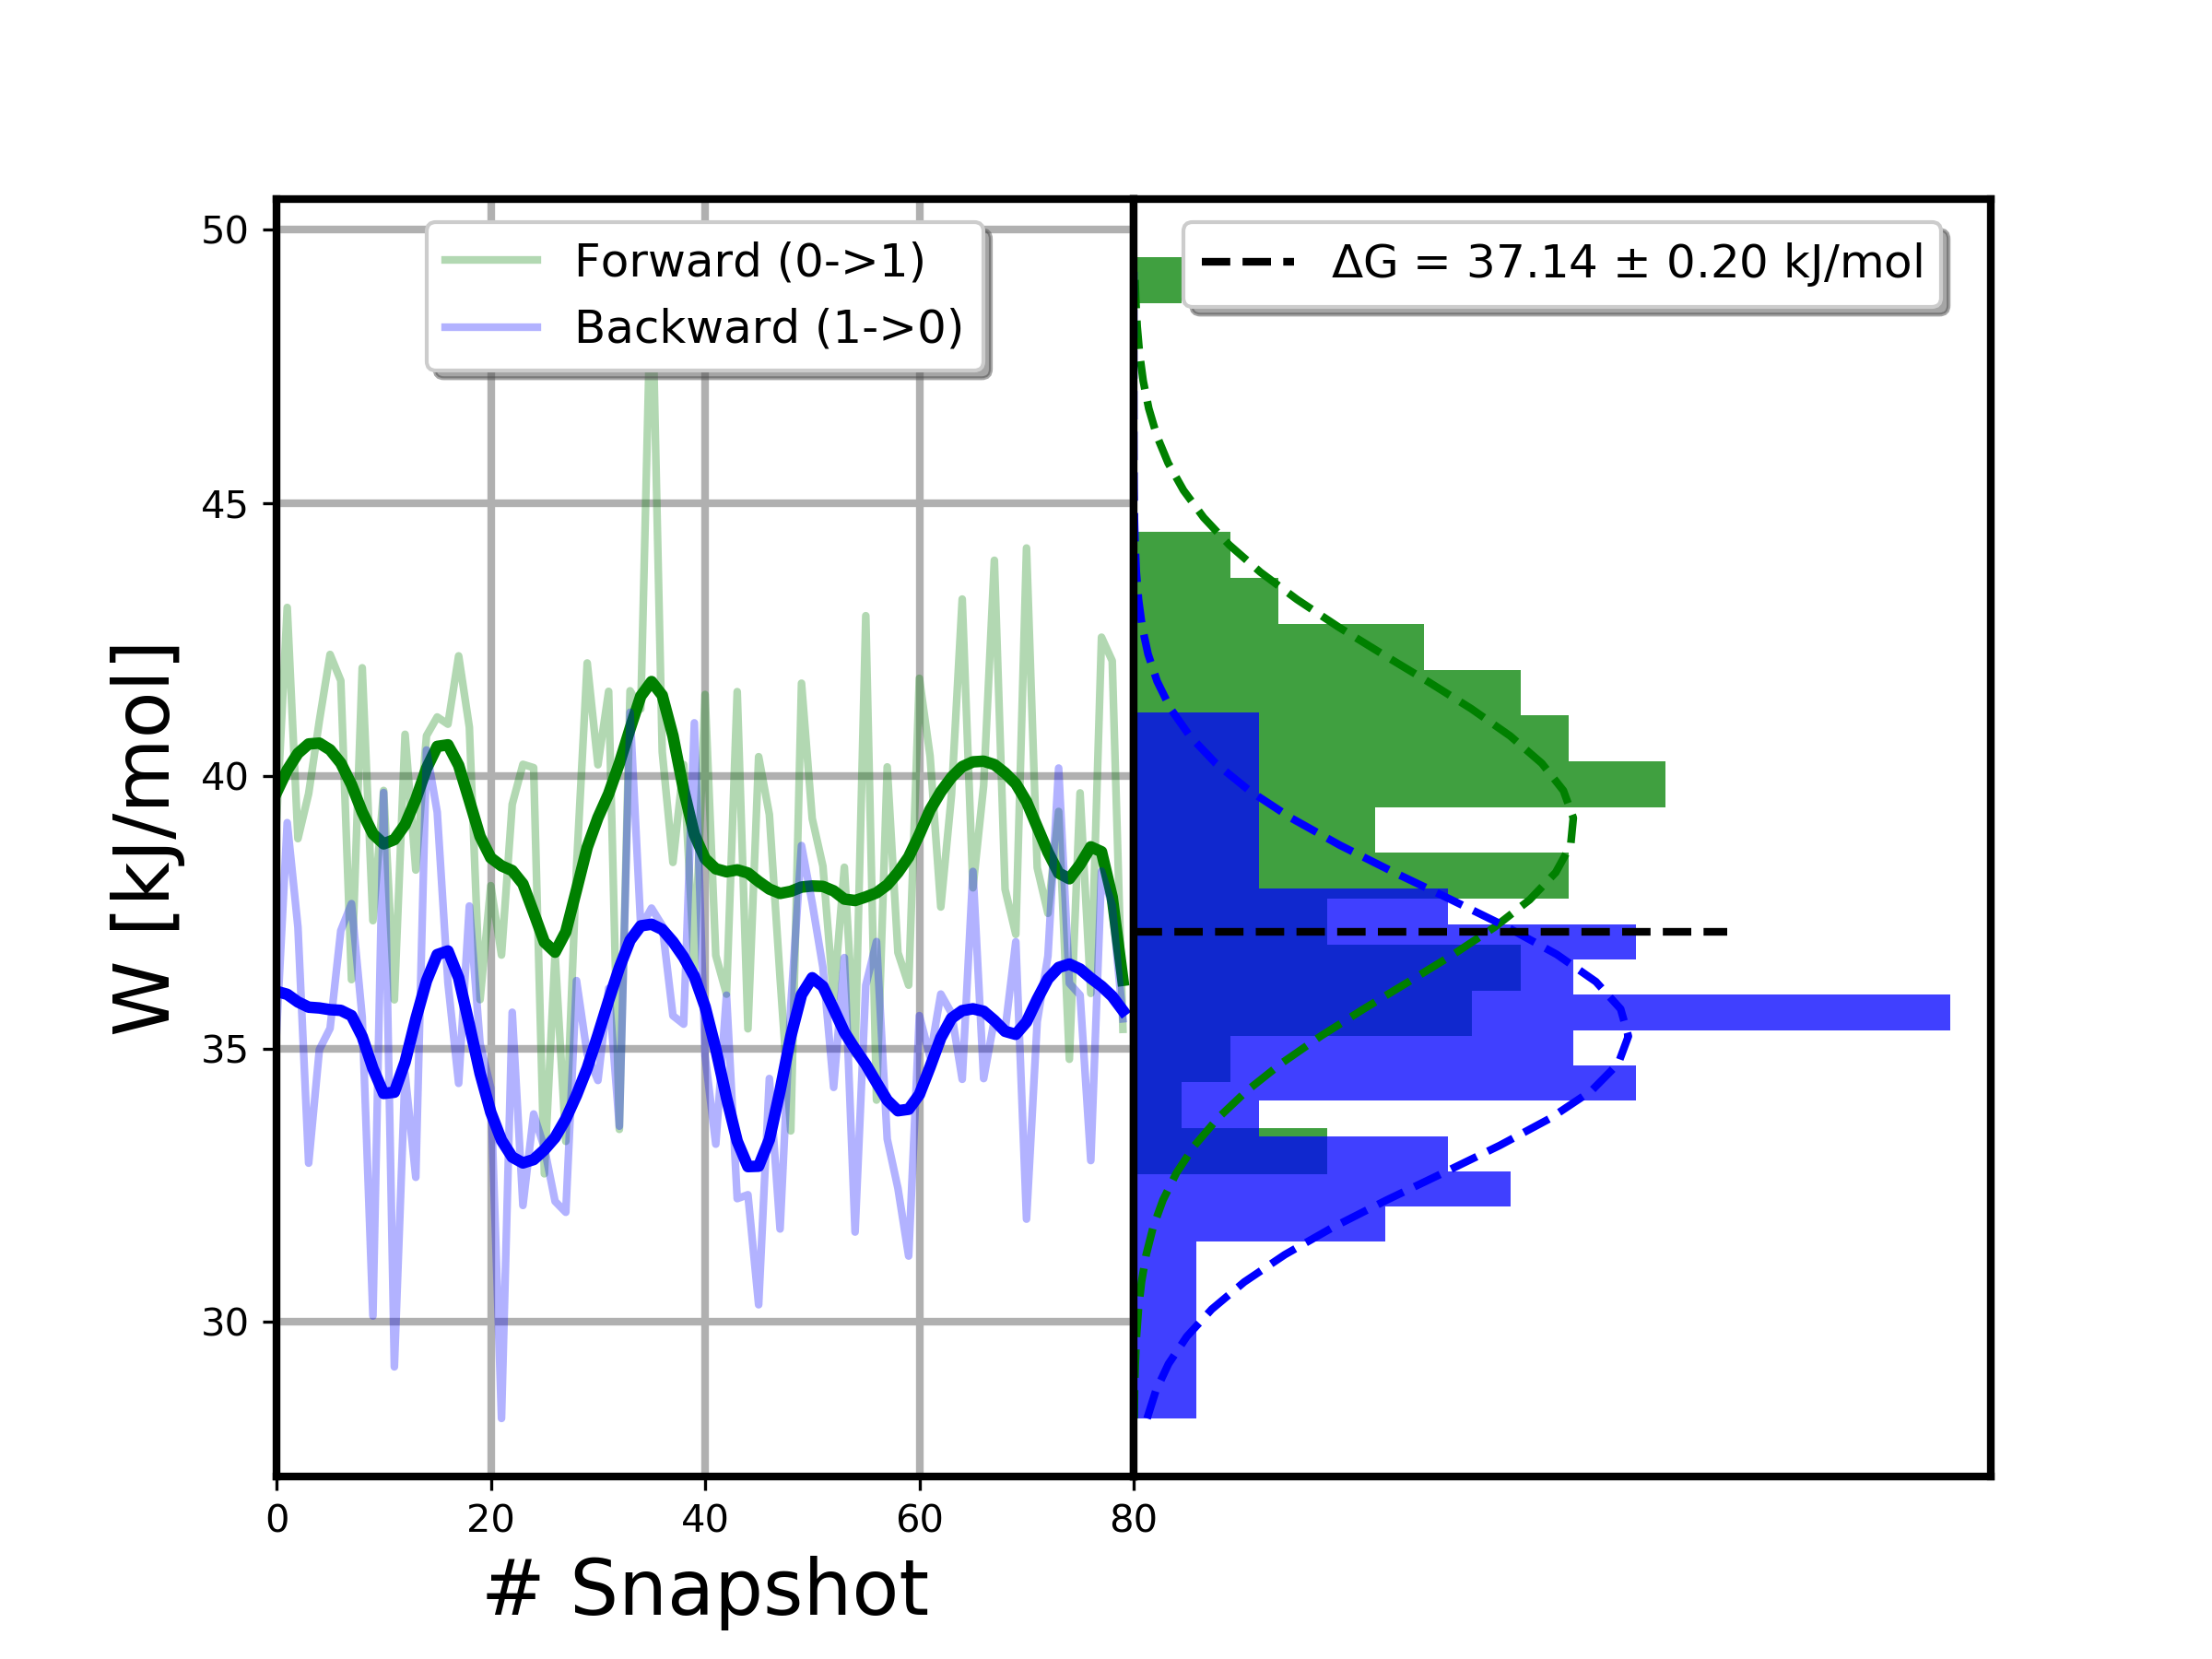 Forward (0->1)
Backward (1->0)
ΔG = 37.14 ± 0.20 kJ/mol
W [kJ/mol]
50
45
40
35
30
0
20
40
60
80
# Snapshot